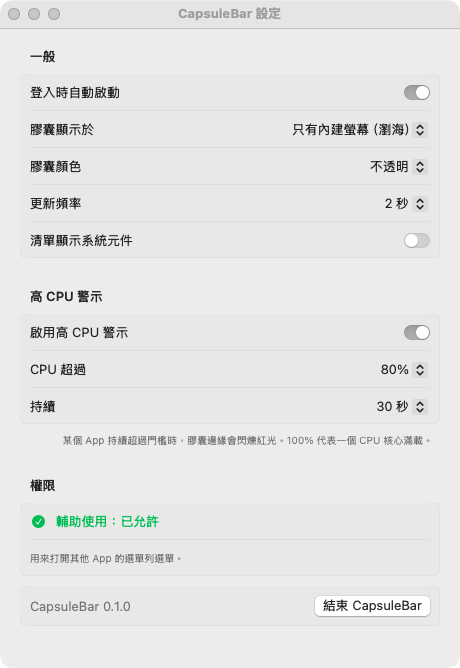 CapsuleBar 設定
一般
登入時自動啟動
膠囊顯示於 只有內建螢幕（瀏海）
膠囊顏色 不透明
更新頻率 2 秒
清單顯示系統元件
高 CPU 警示
啟用高 CPU 警示
CPU 超過 80%
持續 30 秒
某個 App 持續超過門檻時，膠囊邊緣會閃爍紅光。100% 代表一個 CPU 核心滿載。
權限
輔助使用：已允許
用來打開其他 App 的選單列選單。
CapsuleBar 0.1.0 結束 CapsuleBar